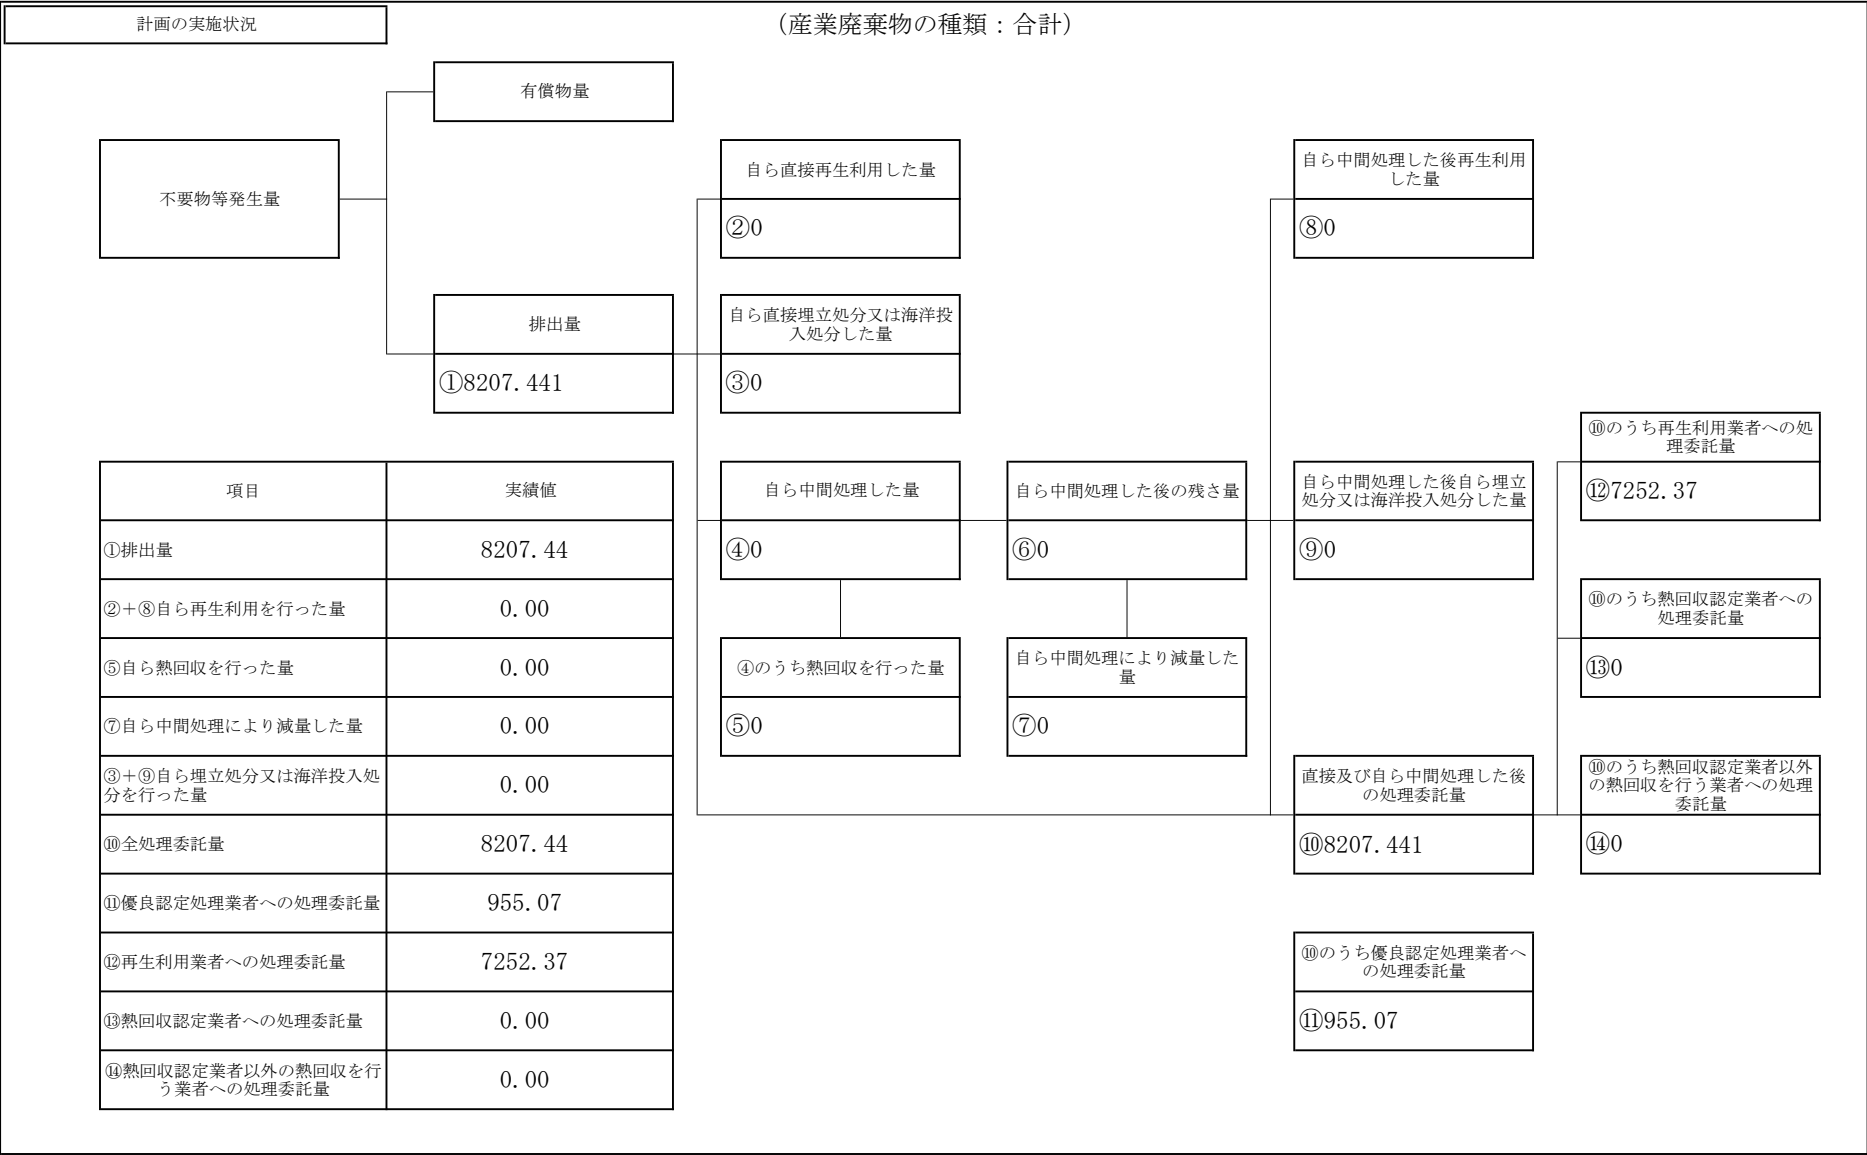 計画の実施状況
（産業廃棄物の種類：合計）
有償物量
不要物等発生量
自ら直接再生利用した量
②0
自ら中間処理した後再生利用
した量
⑧0
排出量
①8207.441
自ら直接埋立処分又は海洋投
入処分した量
③0
⑩のうち再生利用業者への処
理委託量
⑫7252.37
自ら中間処理した量
④0
自ら中間処理した後の残さ量
⑥0
自ら中間処理した後自ら埋立
処分又は海洋投入処分した量
⑨0
⑩のうち熱回収認定業者への
処理委託量
⑬0
④のうち熱回収を行った量
⑤0
自ら中間処理により減量した
量
⑦0
直接及び自ら中間処理した後
の処理委託量
⑩8207.441
⑩のうち熱回収認定業者以外
の熱回収を行う業者への処理
委託量
⑭0
⑩のうち優良認定処理業者へ
の処理委託量
⑪955.07
項目 実績値
①排出量 8207.44
②＋⑧自ら再生利用を行った量 0.00
⑤自ら熱回収を行った量 0.00
⑦自ら中間処理により減量した量 0.00
③＋⑨自ら埋立処分又は海洋投入処
分を行った量 0.00
⑩全処理委託量 8207.44
⑪優良認定処理業者への処理委託量 955.07
⑫再生利用業者への処理委託量 7252.37
⑬熱回収認定業者への処理委託量 0.00
⑭熱回収認定業者以外の熱回収を行
う業者への処理委託量 0.00